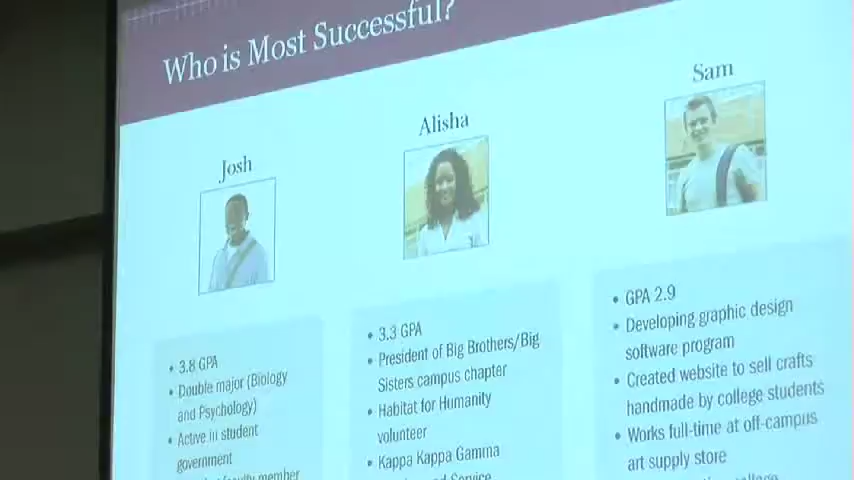 Who is Most Successful?
Josh
3.8 GPA
Double major (Biology
and Psychology)
Active in student
government
member
Alisha
3.3 GPA
President of Big Brothers/Big
Sisters campus chapter
Habitat for Humanity
volunteer
Kappa Kappa Gamma
Service
Sam
GPA 2.9
Developing graphic design
software program
Created website to sell crafts
handmade by college students
Works full-time at off-campus
art supply store